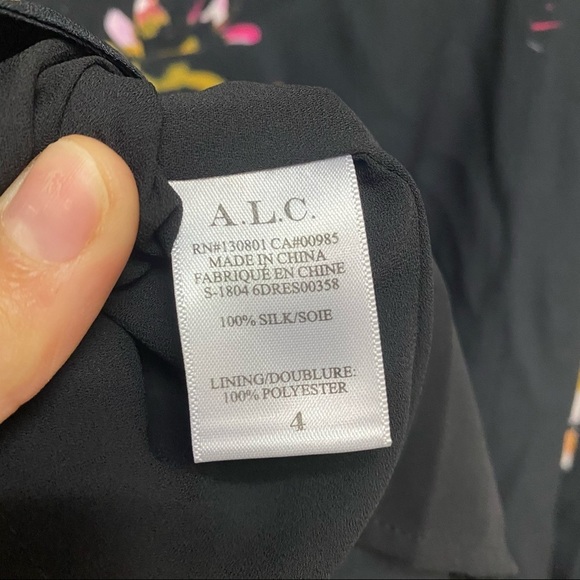 A.L.C.
RN#130801 CA#00985
MADE IN CHINA
FABRIQUÉ EN CHINE
S-1804 6DRES00358
100% SILK/SOIE
LINING/DOUBLURE:
100% POLYESTER
4